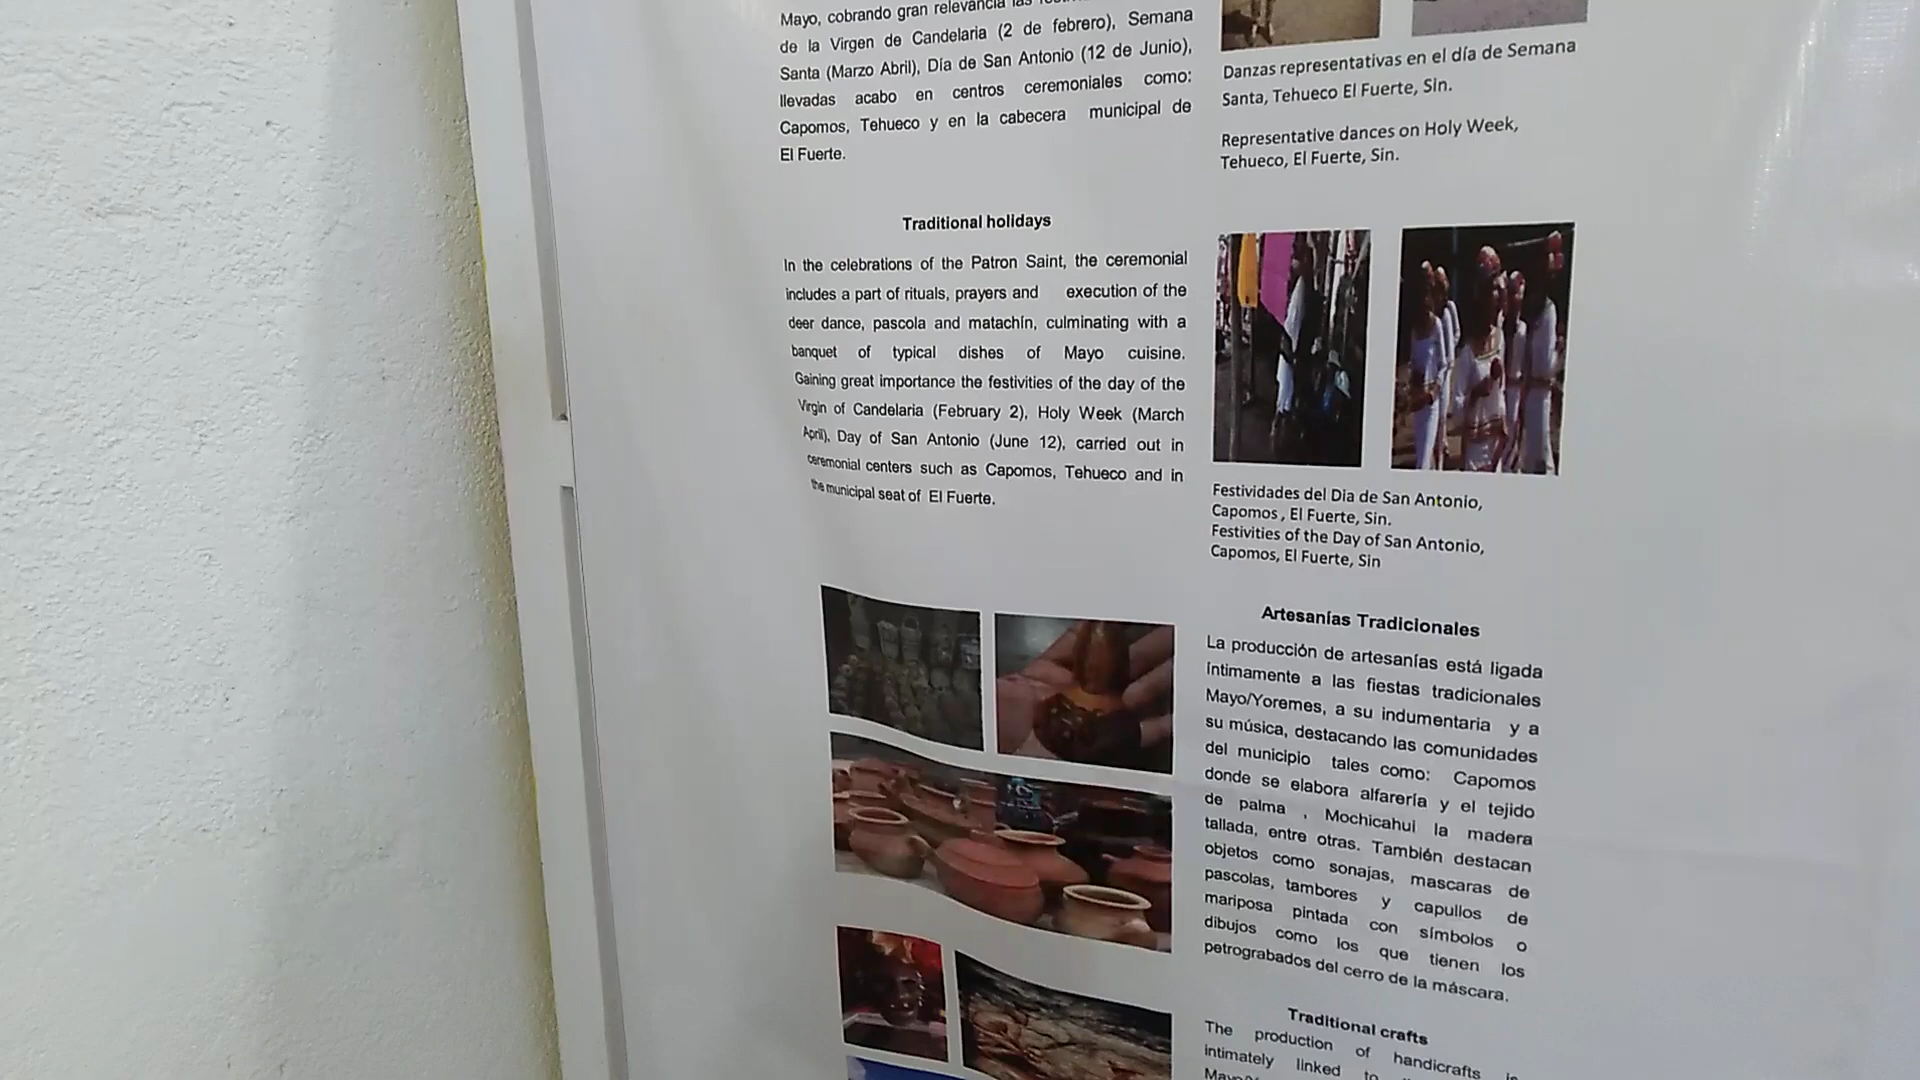 Mayo, cobrando gran relevancia las
de la Virgen de Candelaria (2 de febrero), Semana
Santa (Marzo Abril), Día de San Antonio (12 de Junio),
llevadas acabo en centros ceremoniales como:
Capomos, Tehueco y en la cabecera municipal de
El Fuerte.
Danzas representativas en el día de Semana
Santa, Tehueco El Fuerte, Sin.
Representative dances on Holy Week,
Tehueco, El Fuerte, Sin.
Traditional holidays
In the celebrations of the Patron Saint, the ceremonial
includes a part of rituals, prayers and execution of the
deer dance, pascola and matachín, culminating with a
banquet of typical dishes of Mayo cuisine.
Gaining great importance the festivities of the day of the
Virgin of Candelaria (February 2), Holy Week (March
April), Day of San Antonio (June 12), carried out in
ceremonial centers such as Capomos, Tehueco and in
the municipal seat of El Fuerte.
Festividades del Dia de San Antonio,
Capomos , El Fuerte, Sin.
Festivities of the Day of San Antonio,
Capomos, El Fuerte, Sin
Artesanías Tradicionales
La producción de artesanías está ligada
íntimamente a las fiestas tradicionales
Mayo/Yoremes, a su indumentaria y a
su música, destacando las comunidades
del municipio tales como: Capomos
donde se elabora alfarería y el tejido
de palma , Mochicahui la madera
tallada, entre otras. También destacan
objetos como sonajas, mascaras de
pascolas, tambores y capullos de
mariposa pintada con símbolos o
dibujos como los que tienen los
petrograbados del cerro de la máscara.
Traditional crafts
The production of handicrafts is
intimately linked to